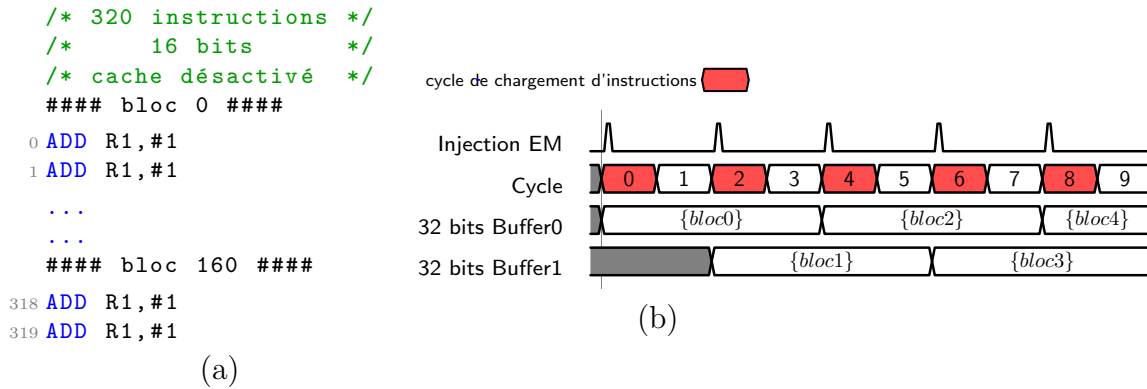 /* 320 instructions */
/* 16 bits */
/* cache désactivé */
#### bloc 0 ####
0 ADD R1,#1
1 ADD R1,#1
...
...
#### bloc 160 ####
318 ADD R1,#1
319 ADD R1,#1
(a)
cycle de chargement d'instructions
Injection EM
Cycle 0 1 2 3 4 5 6 7 8 9
32 bits Buffer0 {bloc0} {bloc2} {bloc4}
32 bits Buffer1 {bloc1} {bloc3}
(b)